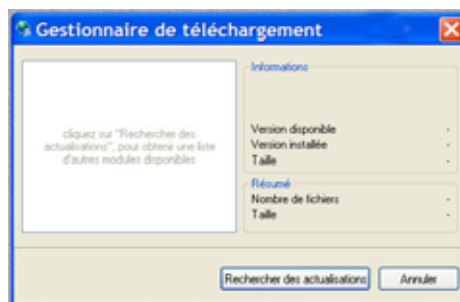 Gestionnaire de téléchargement
cliquez sur "Rechercher des
actualisations", pour obtenir une liste
d'autres modules disponibles
Informations
Version disponible -
Version installée -
Taille -
Résumé
Nombre de fichiers -
Taille -
Rechercher des actualisations
Annuler